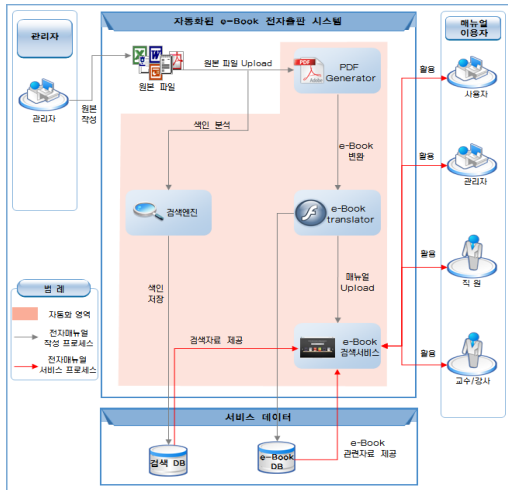 관리자
관리자
원본
작성
자동화된 e-Book 전자출판 시스템
원본 파일
원본 파일 Upload
PDF
Generator
색인 분석
e-Book
변환
검색엔진
e-Book
translator
색인
저장
매뉴얼
Upload
검색자료 제공
e-Book
검색서비스
서비스 데이터
검색 DB
e-Book
DB
e-Book
관련자료 제공
매뉴얼
이용자
활용
사용자
활용
관리자
활용
직 원
활용
교수/강사
범 례
자동화 영역
전자매뉴얼
작성 프로세스
전자매뉴얼
서비스 프로세스